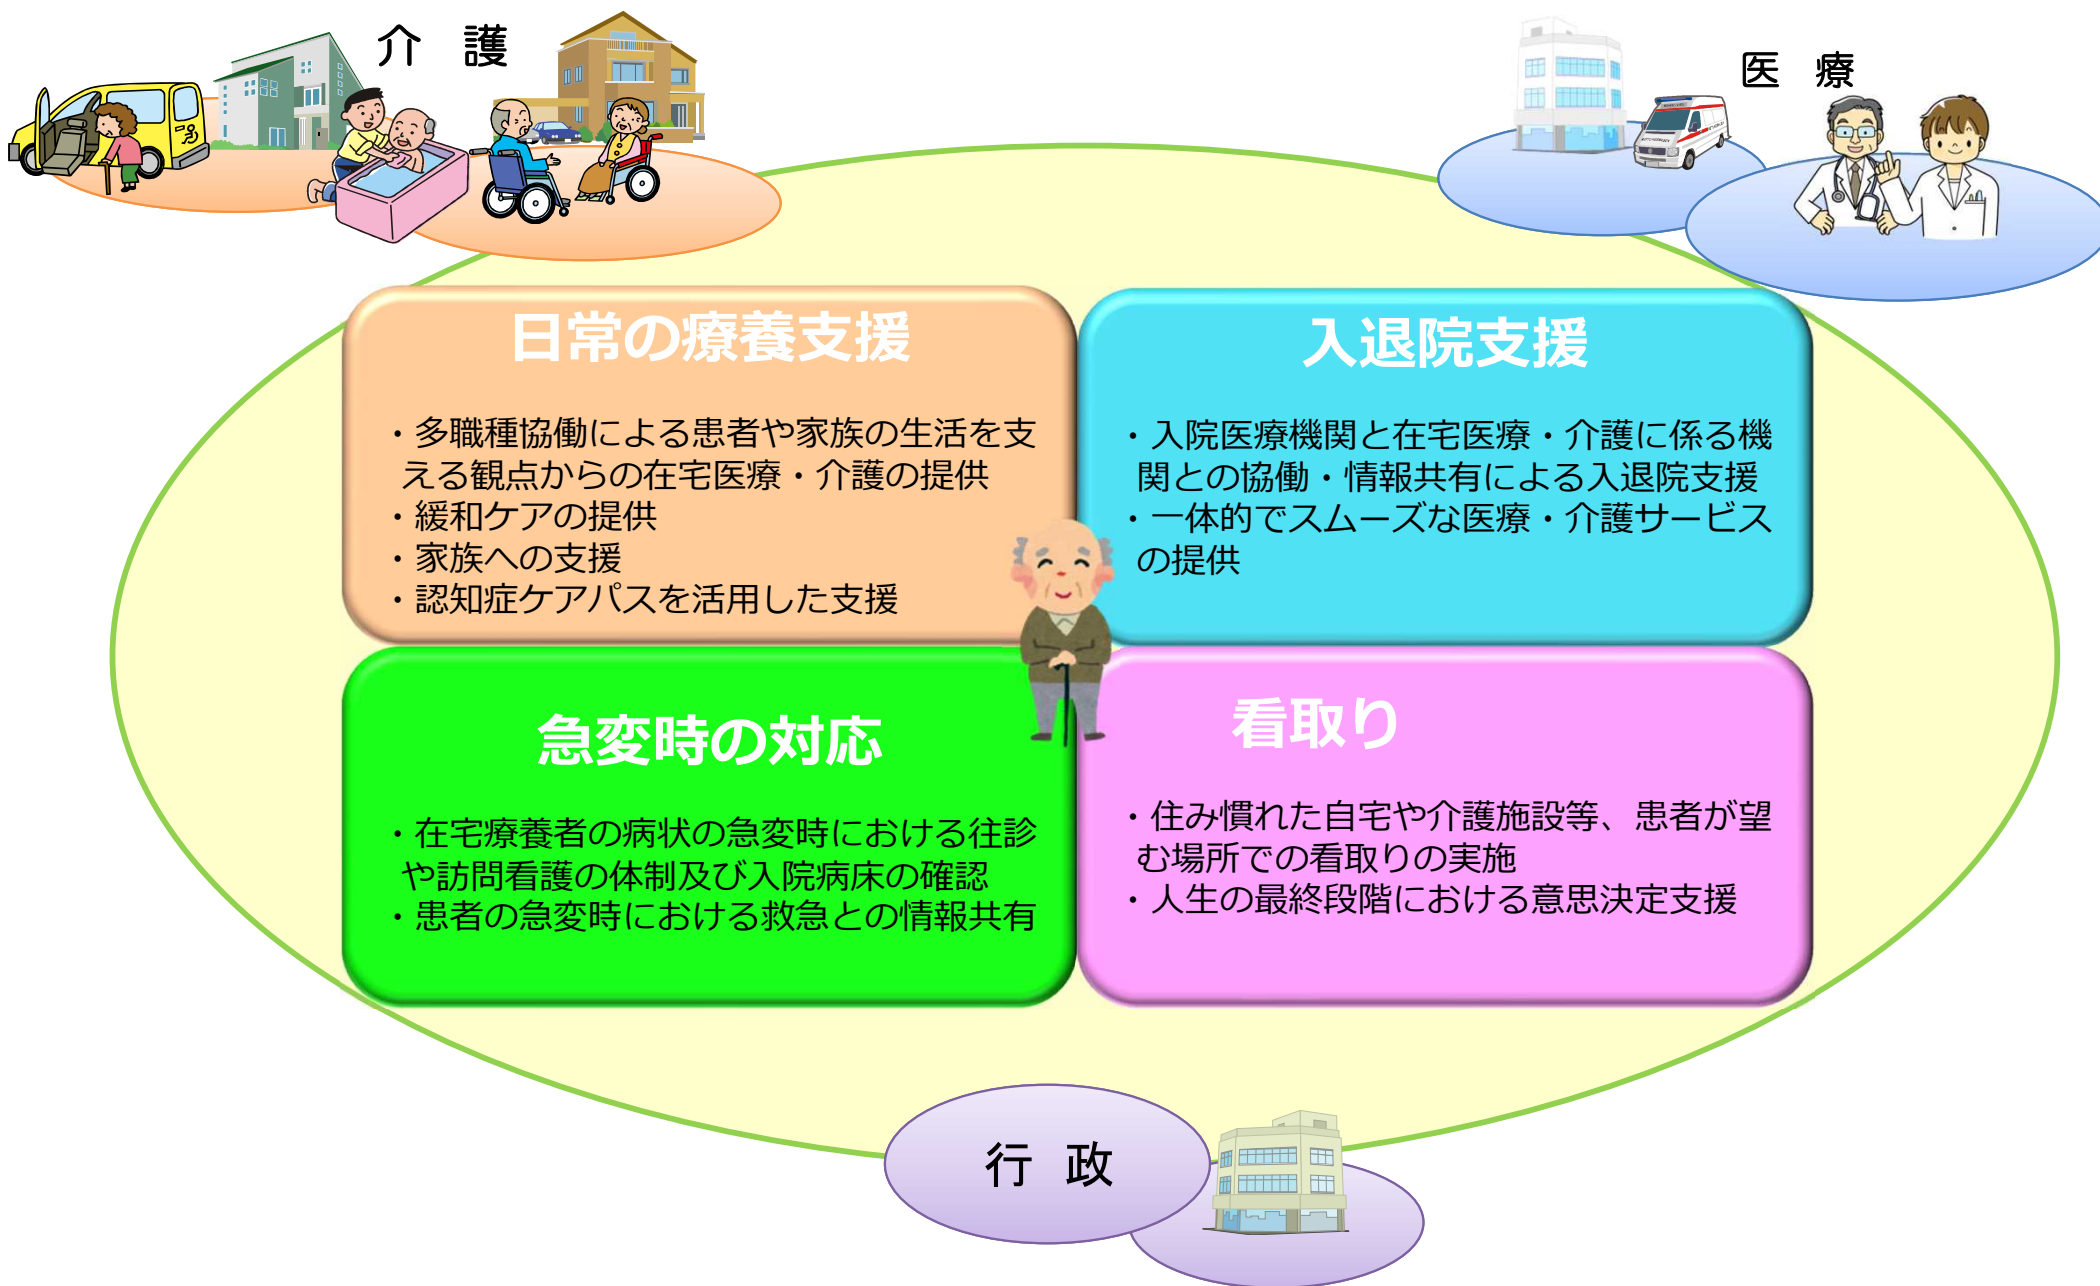 介 護
医 療
日常の療養支援
・多職種協働による患者や家族の生活を支
える観点からの在宅医療・介護の提供
・緩和ケアの提供
・家族への支援
・認知症ケアパスを活用した支援
入退院支援
・入院医療機関と在宅医療・介護に係る機
関との協働・情報共有による入退院支援
・一体的でスムーズな医療・介護サービス
の提供
急変時の対応
・在宅療養者の病状の急変時における往診
や訪問看護の体制及び入院病床の確認
・患者の急変時における救急との情報共有
看取り
・住み慣れた自宅や介護施設等、患者が望
む場所での看取りの実施
・人生の最終段階における意思決定支援
行 政